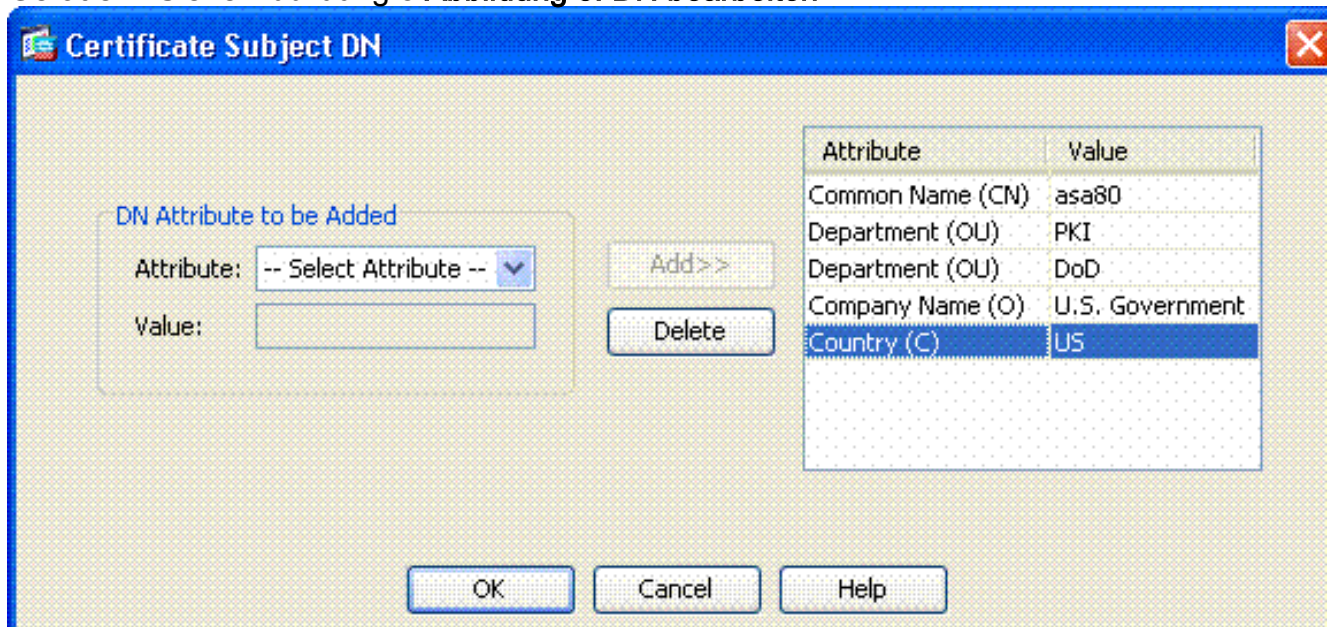 Certificate Subject DN
DN Attribute to be Added
Attribute: -- Select Attribute --
Value:
Add>>
Delete
Attribute Value
Common Name (CN) asa80
Department (OU) PKI
Department (OU) DoD
Company Name (O) U.S. Government
Country (C) US
OK Cancel Help